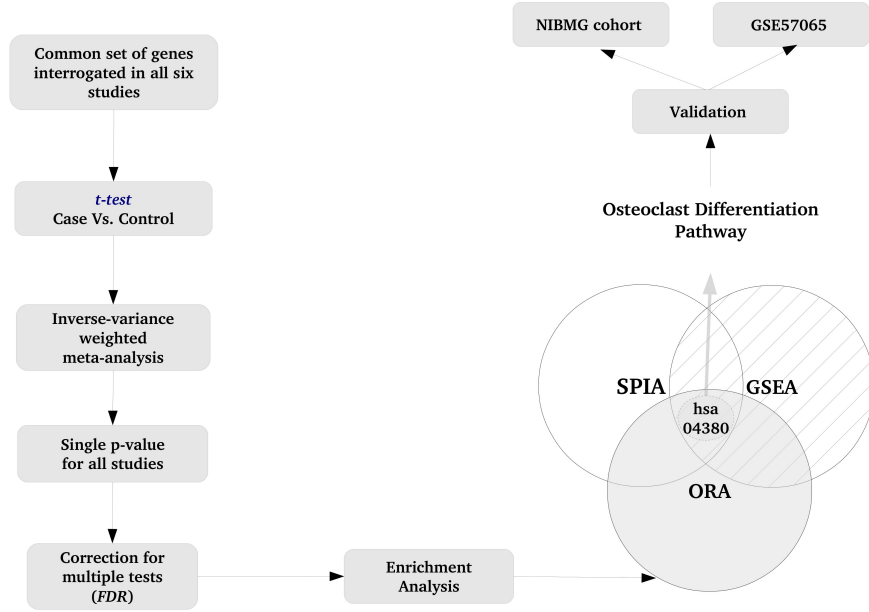 Common set of genes
interrogated in all six
studies
t-test
Case Vs. Control
Inverse-variance
weighted
meta-analysis
Single p-value
for all studies
Correction for
multiple tests
(FDR)
Enrichment
Analysis
SPIA
GSEA
hsa
04380
ORA
Osteoclast Differentiation
Pathway
Validation
NIBMG cohort
GSE57065